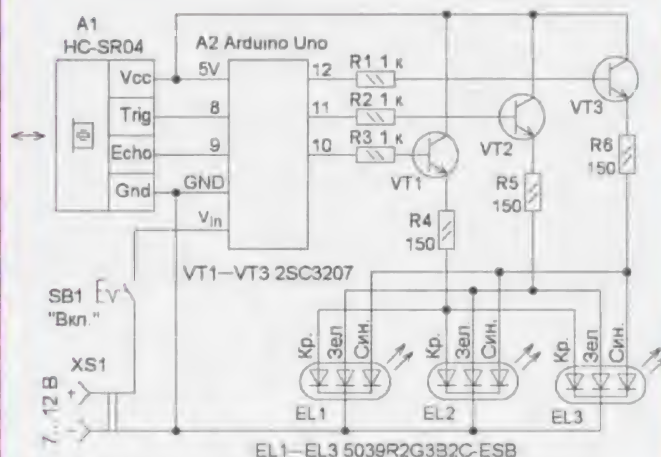 A1
HC-SR04
A2 Arduino Uno
Vcc
Trig
Echo
Gnd
5V
8
9
GND
Vin
12
11
10
R1 1 к
R2 1 к
R3 1 к
VT3
VT2
VT1
R6
150
R5
150
R4
150
VT1—VT3 2SC3207
SB1
"Вкл."
XS1
7...12 В
+
−
Кр.
Зел
Син.
Кр.
Зел
Син.
Кр.
Зел
Син.
EL1
EL2
EL3
EL1—EL3 5039R2G3B2C-ESB